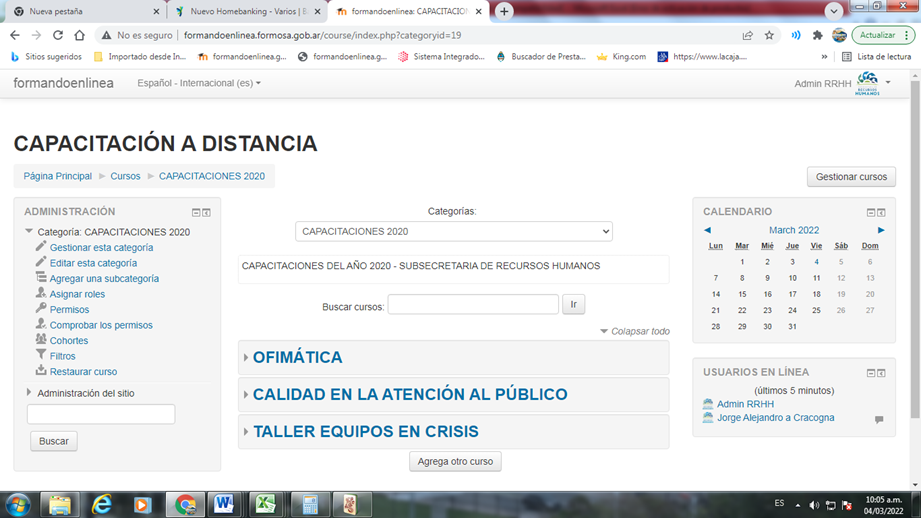 Nueva pestaña
Nuevo Homebanking - Varios | B
formandoenlinea: CAPACITACIÓN
No es seguro | formandoenlinea.formosa.gob.ar/course/index.php?categoryid=19
Actualizar
Sitios sugeridos
Importado desde In...
formandoenlinea.g...
formandoenlinea.g...
Sistema Integrado...
Buscador de Presta...
King.com
https://www.lacaja....
»
Lista de lectura
formandoenlinea
Español - Internacional (es)
Admin RRHH
RECURSOS
HUMANOS
CAPACITACIÓN A DISTANCIA
Página Principal
Cursos
CAPACITACIONES 2020
Gestionar cursos
ADMINISTRACIÓN
Categoría: CAPACITACIONES 2020
Gestionar esta categoría
Editar esta categoría
Agregar una subcategoría
Asignar roles
Permisos
Comprobar los permisos
Cohortes
Filtros
Restaurar curso
Administración del sitio
Buscar
Categorías:
CAPACITACIONES 2020
CAPACITACIONES DEL AÑO 2020 - SUBSECRETARIA DE RECURSOS HUMANOS
Buscar cursos:
Ir
Colapsar todo
OFIMÁTICA
CALIDAD EN LA ATENCIÓN AL PÚBLICO
TALLER EQUIPOS EN CRISIS
Agrega otro curso
CALENDARIO
March 2022
Lun Mar Mié Jue Vie Sáb Dom
1 2 3 4 5 6
7 8 9 10 11 12 13
14 15 16 17 18 19 20
21 22 23 24 25 26 27
28 29 30 31
USUARIOS EN LÍNEA
(últimos 5 minutos)
Admin RRHH
Jorge Alejandro a Cracogna
ES
10:05 a.m.
04/03/2022